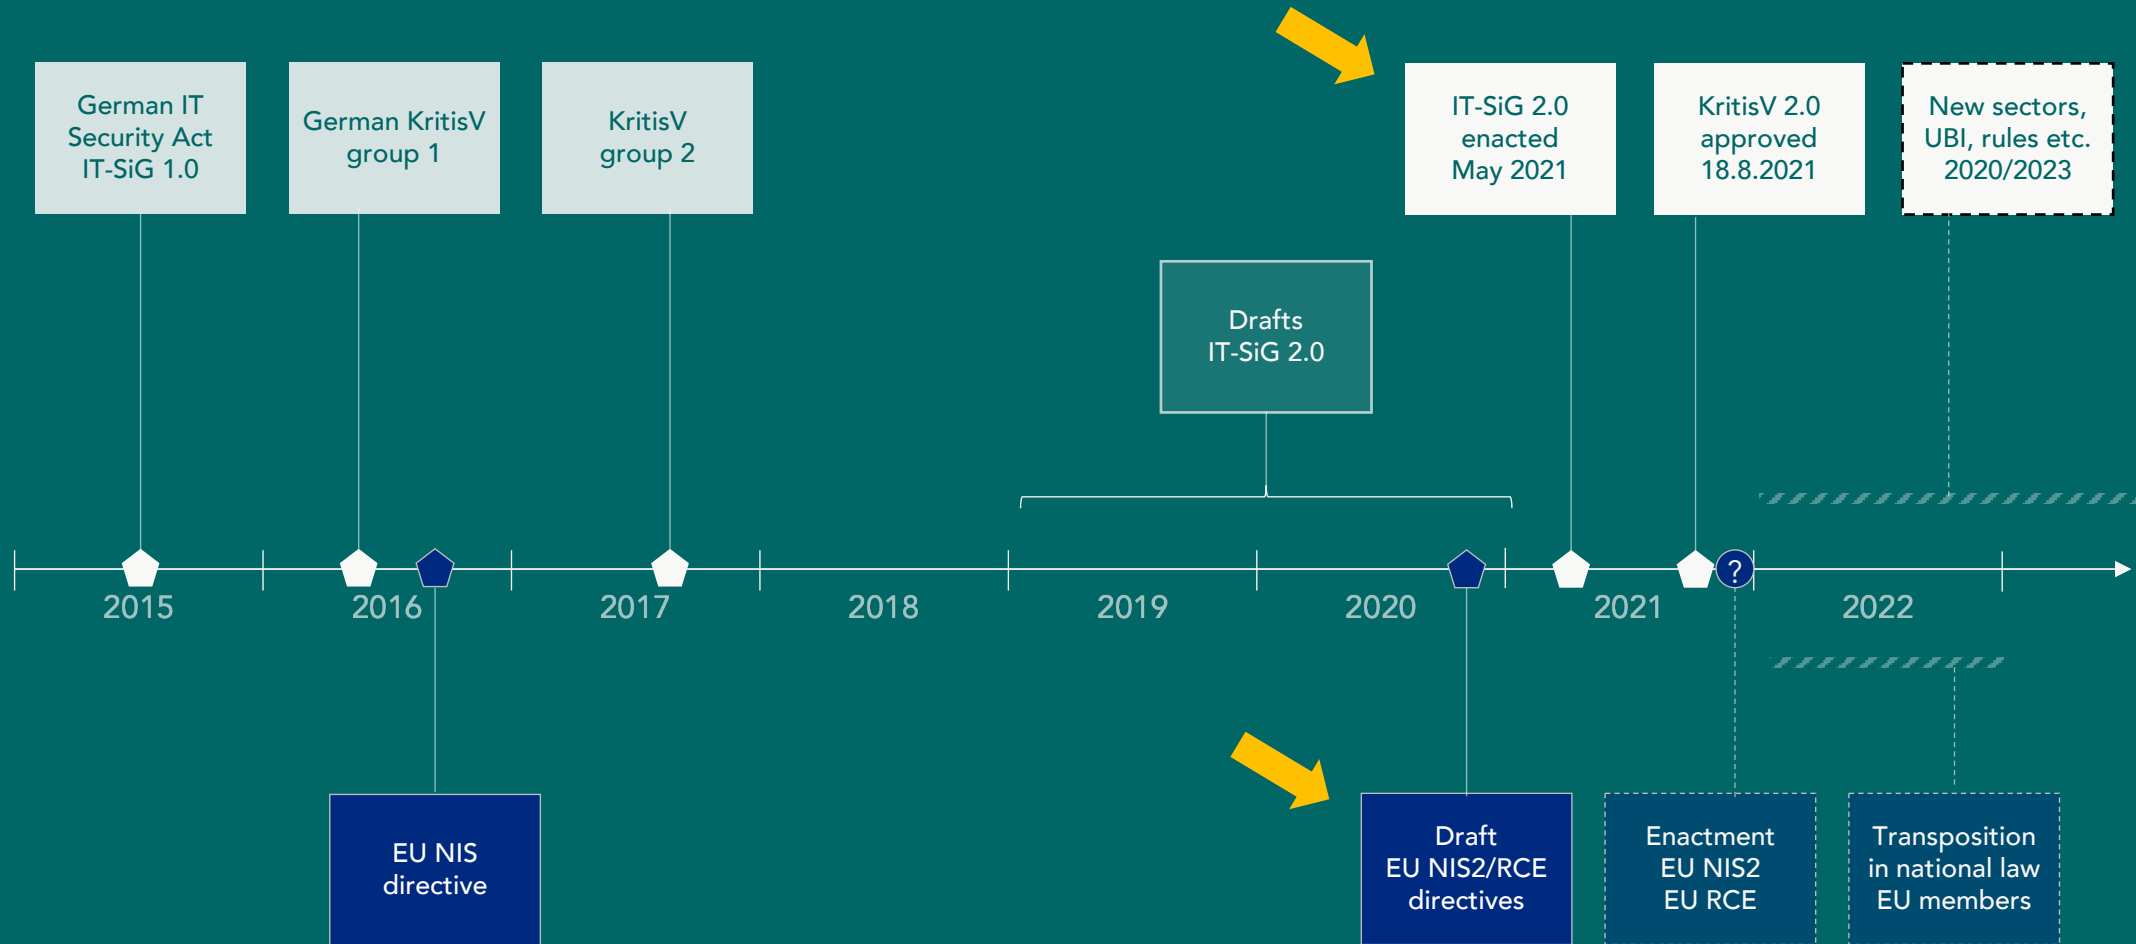 German IT
Security Act
IT-SiG 1.0
German KritisV
group 1
KritisV
group 2
IT-SiG 2.0
enacted
May 2021
KritisV 2.0
approved
18.8.2021
New sectors,
UBI, rules etc.
2020/2023
Drafts
IT-SiG 2.0
?
2015
2016
2017
2018
2019
2020
2021
2022
EU NIS
directive
Draft
EU NIS2/RCE
directives
Enactment
EU NIS2
EU RCE
Transposition
in national law
EU members